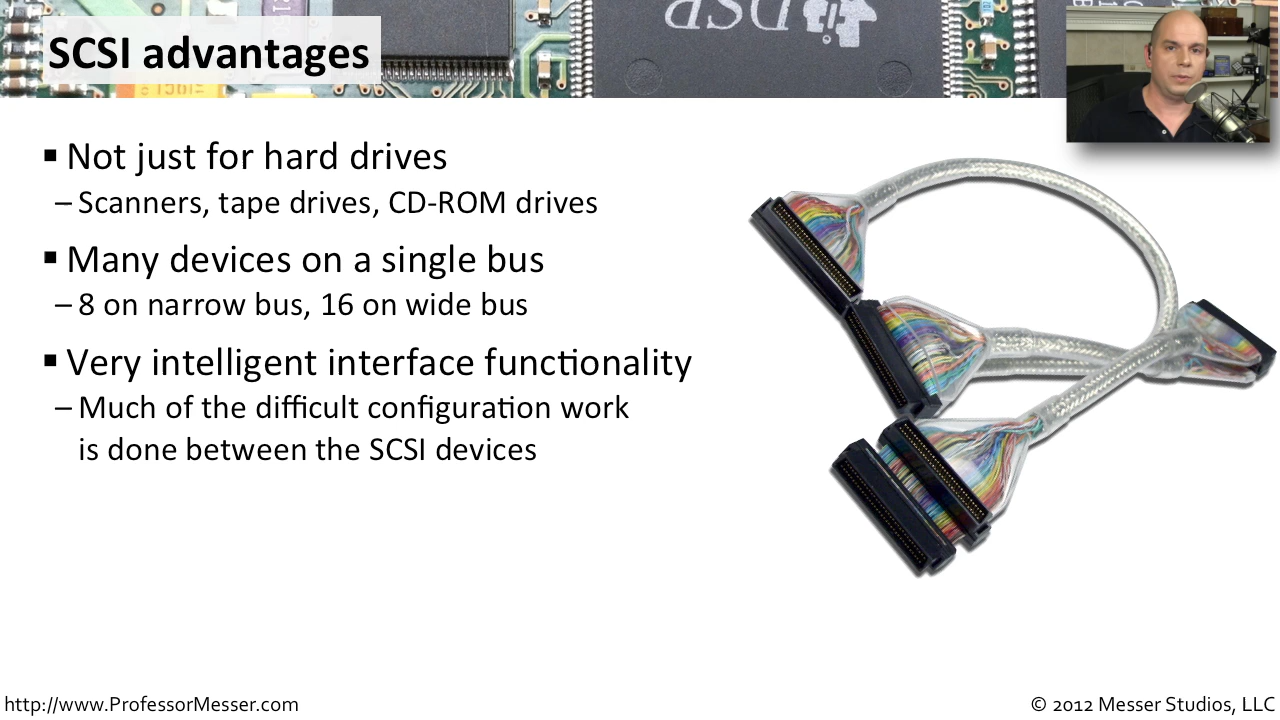 SCSI advantages
DSP
▪ Not just for hard drives
– Scanners, tape drives, CD-ROM drives
▪ Many devices on a single bus
– 8 on narrow bus, 16 on wide bus
▪ Very intelligent interface functionality
– Much of the difficult configuration work
is done between the SCSI devices
http://www.ProfessorMesser.com
© 2012 Messer Studios, LLC